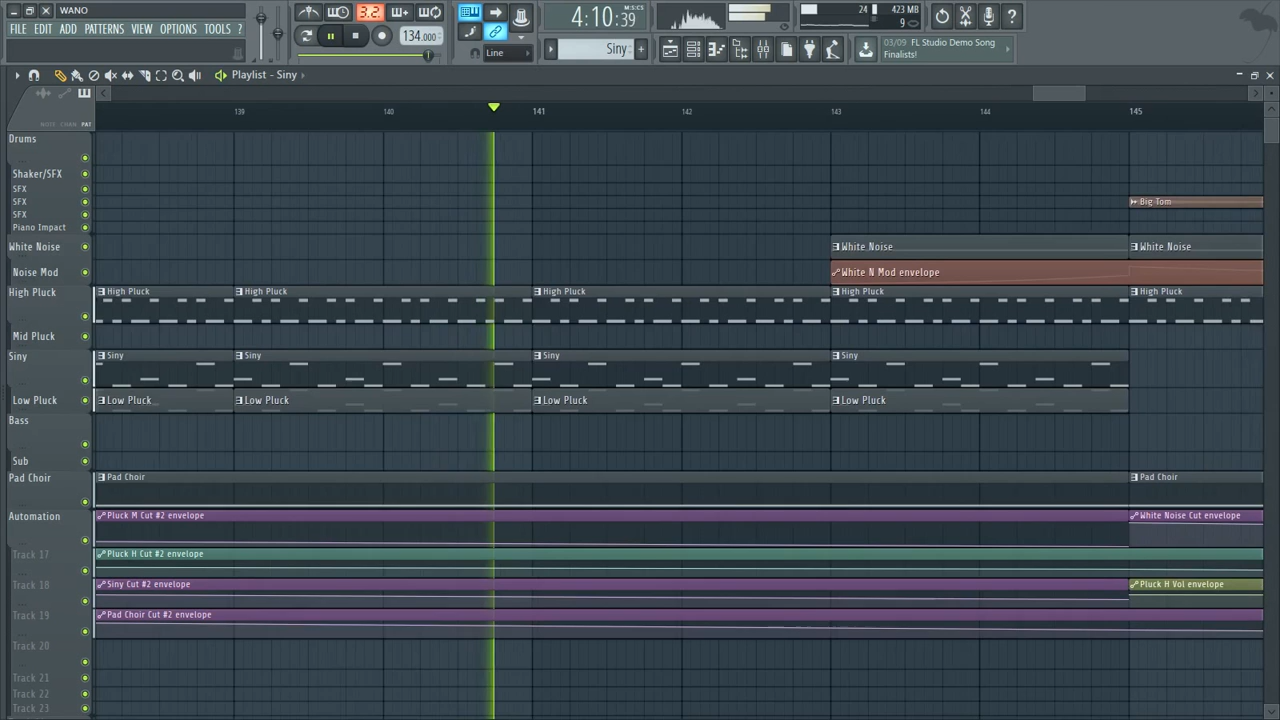 WANO
FILE EDIT ADD PATTERNS VIEW OPTIONS TOOLS ?
3.2
134.000
4:10:39
M:S:CS
Line
Siny
24
423 MB
9
03/09 FL Studio Demo Song
Finalists!
Playlist - Siny
NOTE CHAN PAT
139 140 141 142 143 144 145
Drums
Shaker/SFX
SFX
SFX
Big Tom
SFX
Piano Impact
White Noise
White Noise White Noise
Noise Mod
White N Mod envelope
High Pluck
High Pluck High Pluck High Pluck High Pluck High Pluck
Mid Pluck
Siny
Siny Siny Siny Siny
Low Pluck
Low Pluck Low Pluck Low Pluck Low Pluck
Bass
Sub
Pad Choir
Pad Choir Pad Choir
Automation
Pluck M Cut #2 envelope White Noise Cut envelope
Track 17
Pluck H Cut #2 envelope
Track 18
Siny Cut #2 envelope Pluck H Vol envelope
Track 19
Pad Choir Cut #2 envelope
Track 20
Track 21
Track 22
Track 23